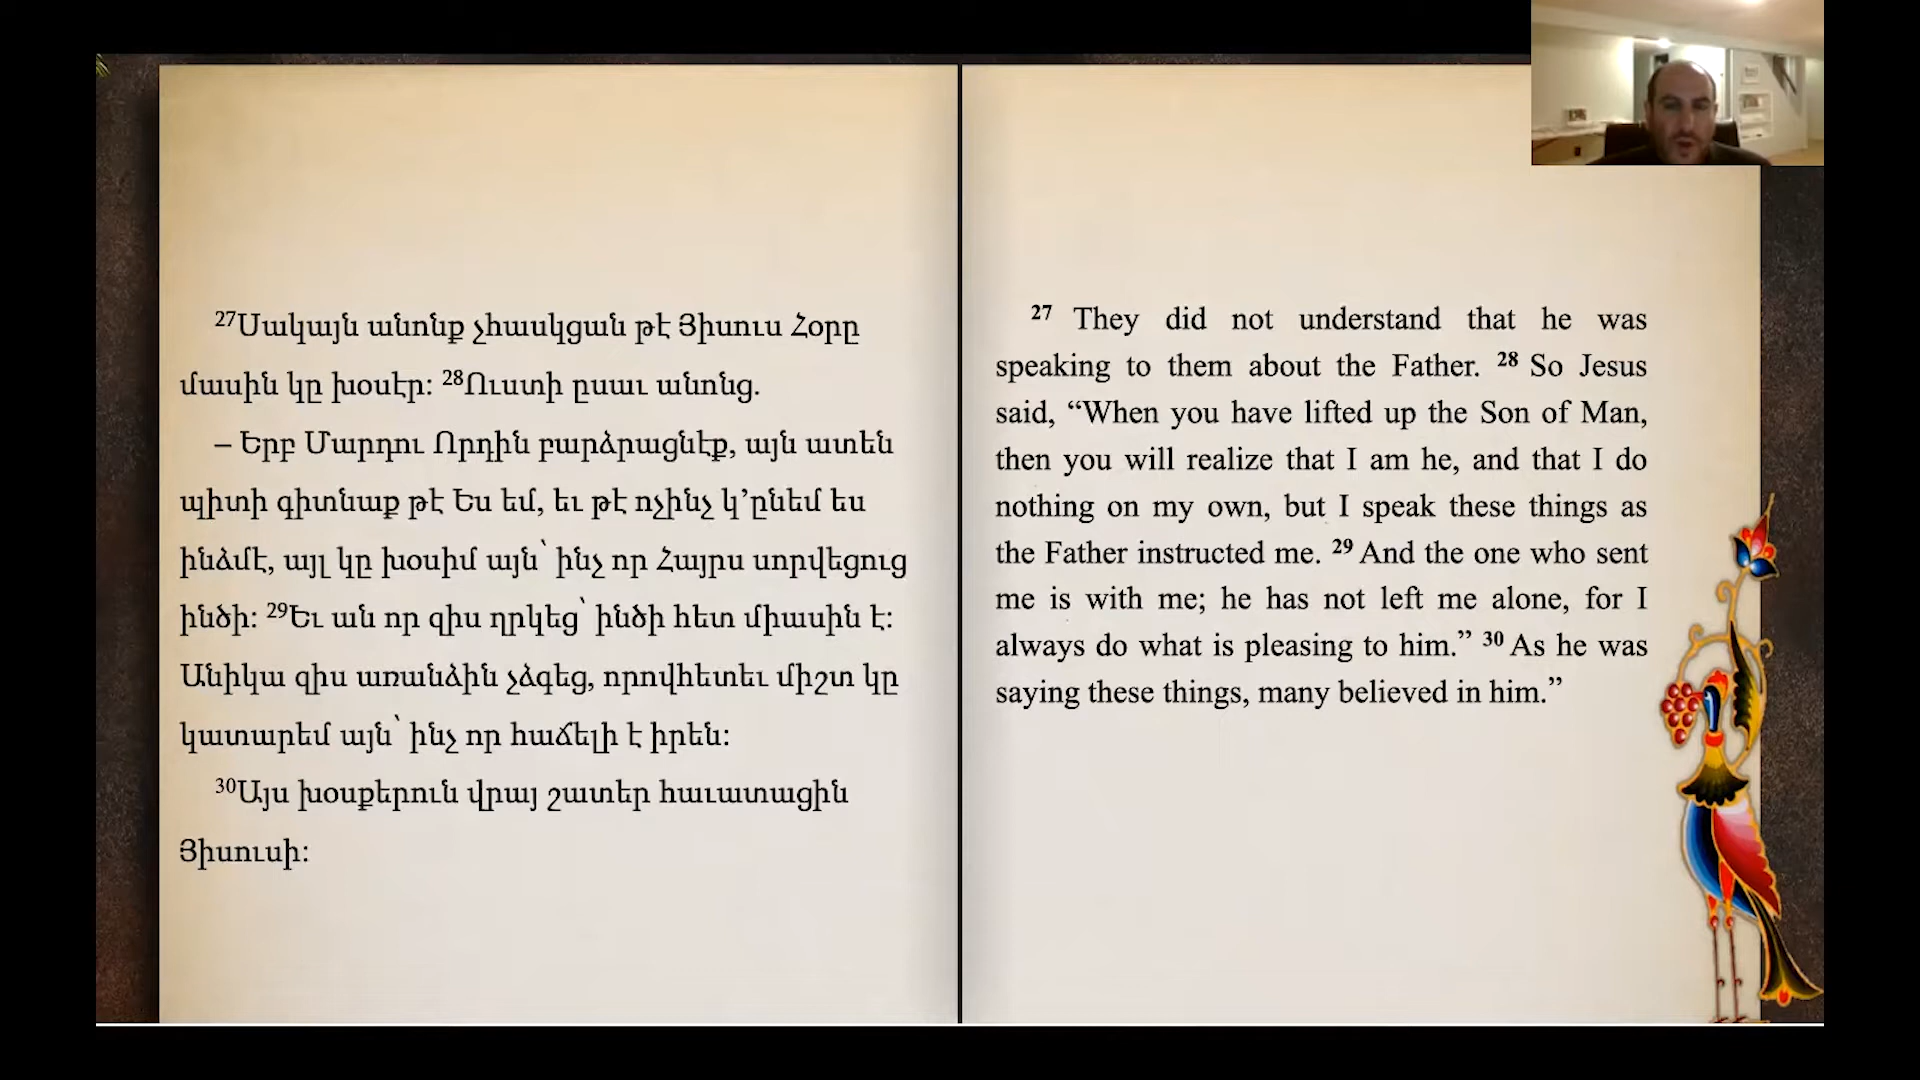 ²⁷Սակայն անոնք չհասկցան թէ Յիսուս Հօրը
մասին կը խօսէր։ ²⁸Ուստի ըսաւ անոնց.
– Երբ Մարդու Որդին բարձրացնէք, այն ատեն
պիտի գիտնաք թէ Ես եմ, եւ թէ ոչինչ կ’ընեմ ես
ինձմէ, այլ կը խօսիմ այն՝ ինչ որ Հայրս սորվեցուց
ինծի։ ²⁹Եւ ան որ զիս ղրկեց՝ ինծի հետ միասին է։
Անիկա զիս առանձին չձգեց, որովհետեւ միշտ կը
կատարեմ այն՝ ինչ որ հաճելի է իրեն։
³⁰Այս խօսքերուն վրայ շատեր հաւատացին
Յիսուսի։
²⁷ They did not understand that he was
speaking to them about the Father. ²⁸ So Jesus
said, “When you have lifted up the Son of Man,
then you will realize that I am he, and that I do
nothing on my own, but I speak these things as
the Father instructed me. ²⁹ And the one who sent
me is with me; he has not left me alone, for I
always do what is pleasing to him.” ³⁰ As he was
saying these things, many believed in him.”